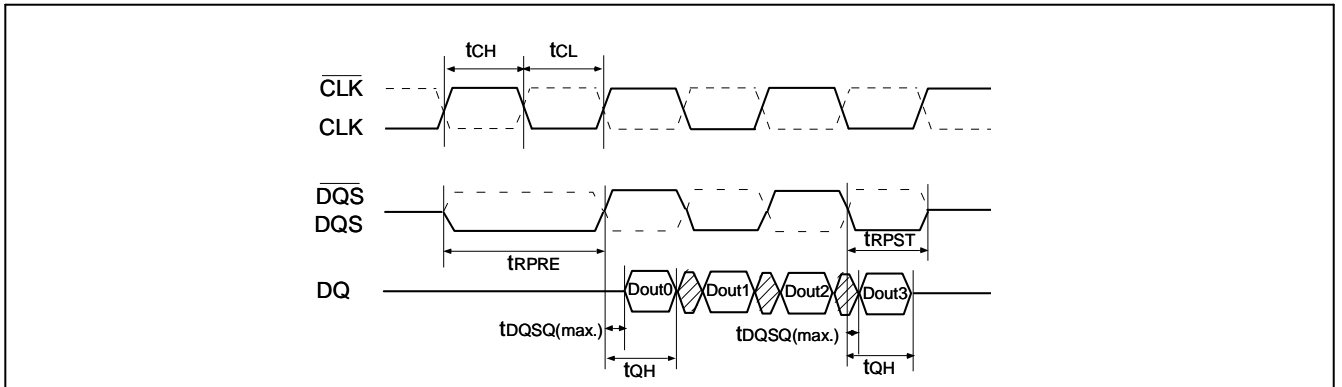 tCH tCL
CLK
CLK
DQS
DQS
tRPRE
tRPST
DQ
Dout0 Dout1 Dout2 Dout3
tDQSQ(max.) tDQSQ(max.)
tQH tQH